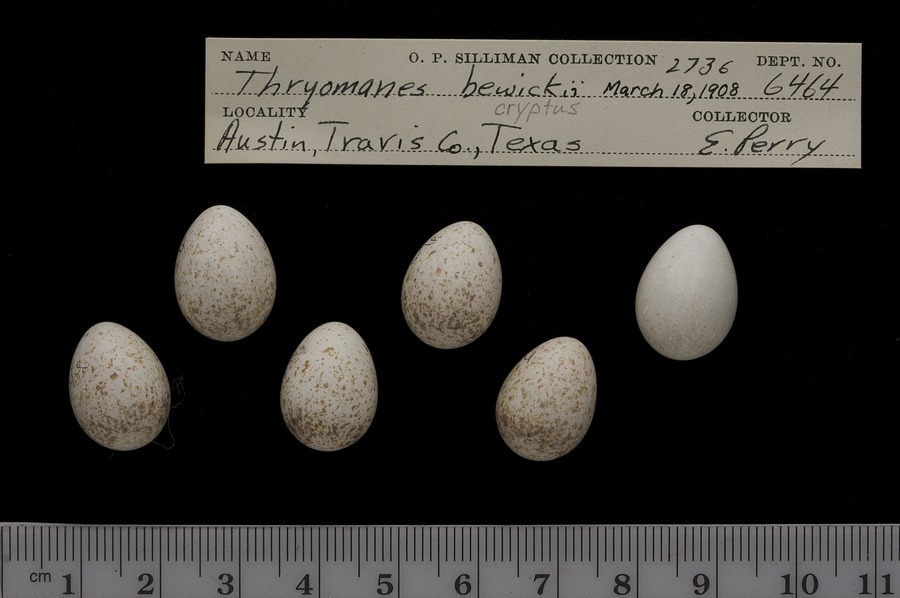 NAME O. P. SILLIMAN COLLECTION 2736 DEPT. NO.
Thryomanes bewickii March 18, 1908 6464
LOCALITY cryptus COLLECTOR
Austin, Travis Co., Texas E. Perry
cm 1 2 3 4 5 6 7 8 9 10 11